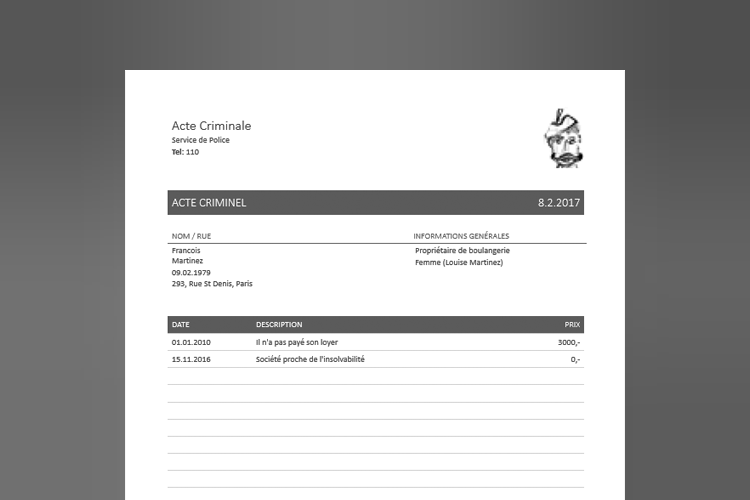 Acte Criminale
Service de Police
Tel: 110
ACTE CRIMINEL 8.2.2017
NOM / RUE INFORMATIONS GENÉRALES
Francois Propriétaire de boulangerie
Martinez Femme (Louise Martinez)
09.02.1979
293, Rue St Denis, Paris
DATE DESCRIPTION PRIX
01.01.2010 Il n'a pas payé son loyer 3000,-
15.11.2016 Société proche de l'insolvabilité 0,-